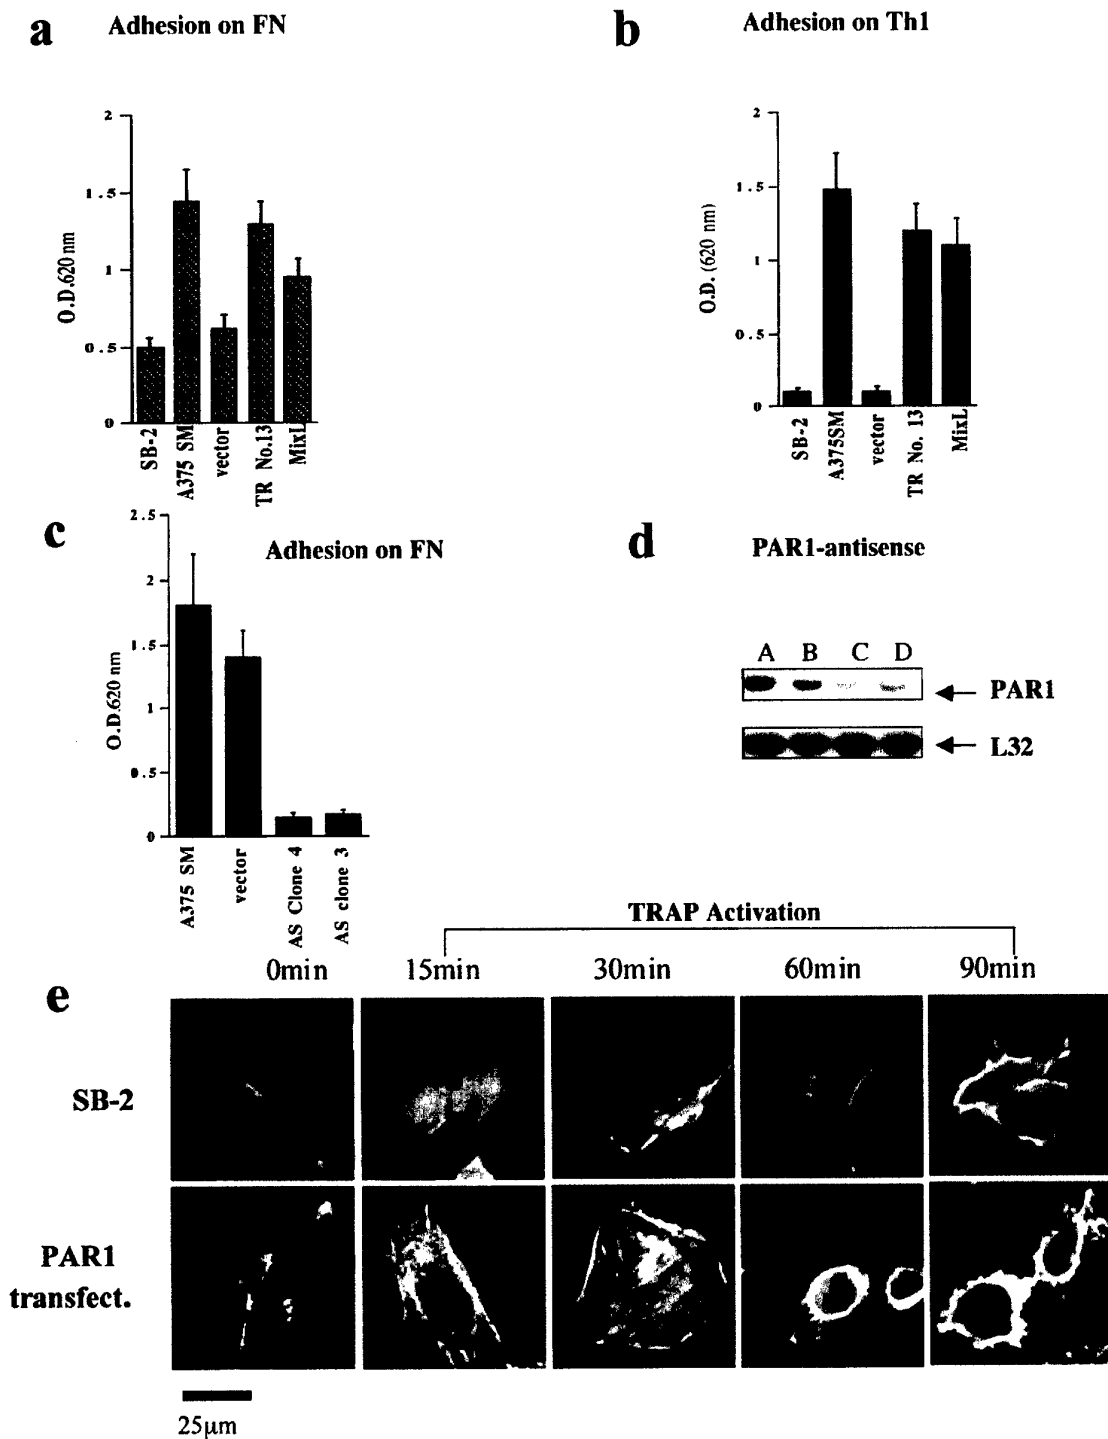 a Adhesion on FN
2
1.5
1
0.5
0
O.D.620 nm
SB-2
A375 SM
vector
TR No.13
MixL
b Adhesion on Th1
2
1.5
1
0.5
0
O.D. (620 nm)
SB-2
A375SM
vector
TR No. 13
MixL
c Adhesion on FN
2.5
2
1.5
1
0.5
0
O.D.620 nm
A375 SM
vector
AS Clone 4
AS clone 3
d PAR1-antisense
A B C D
PAR1
L32
TRAP Activation
0min 15min 30min 60min 90min
e
SB-2
PAR1
transfect.
25µm